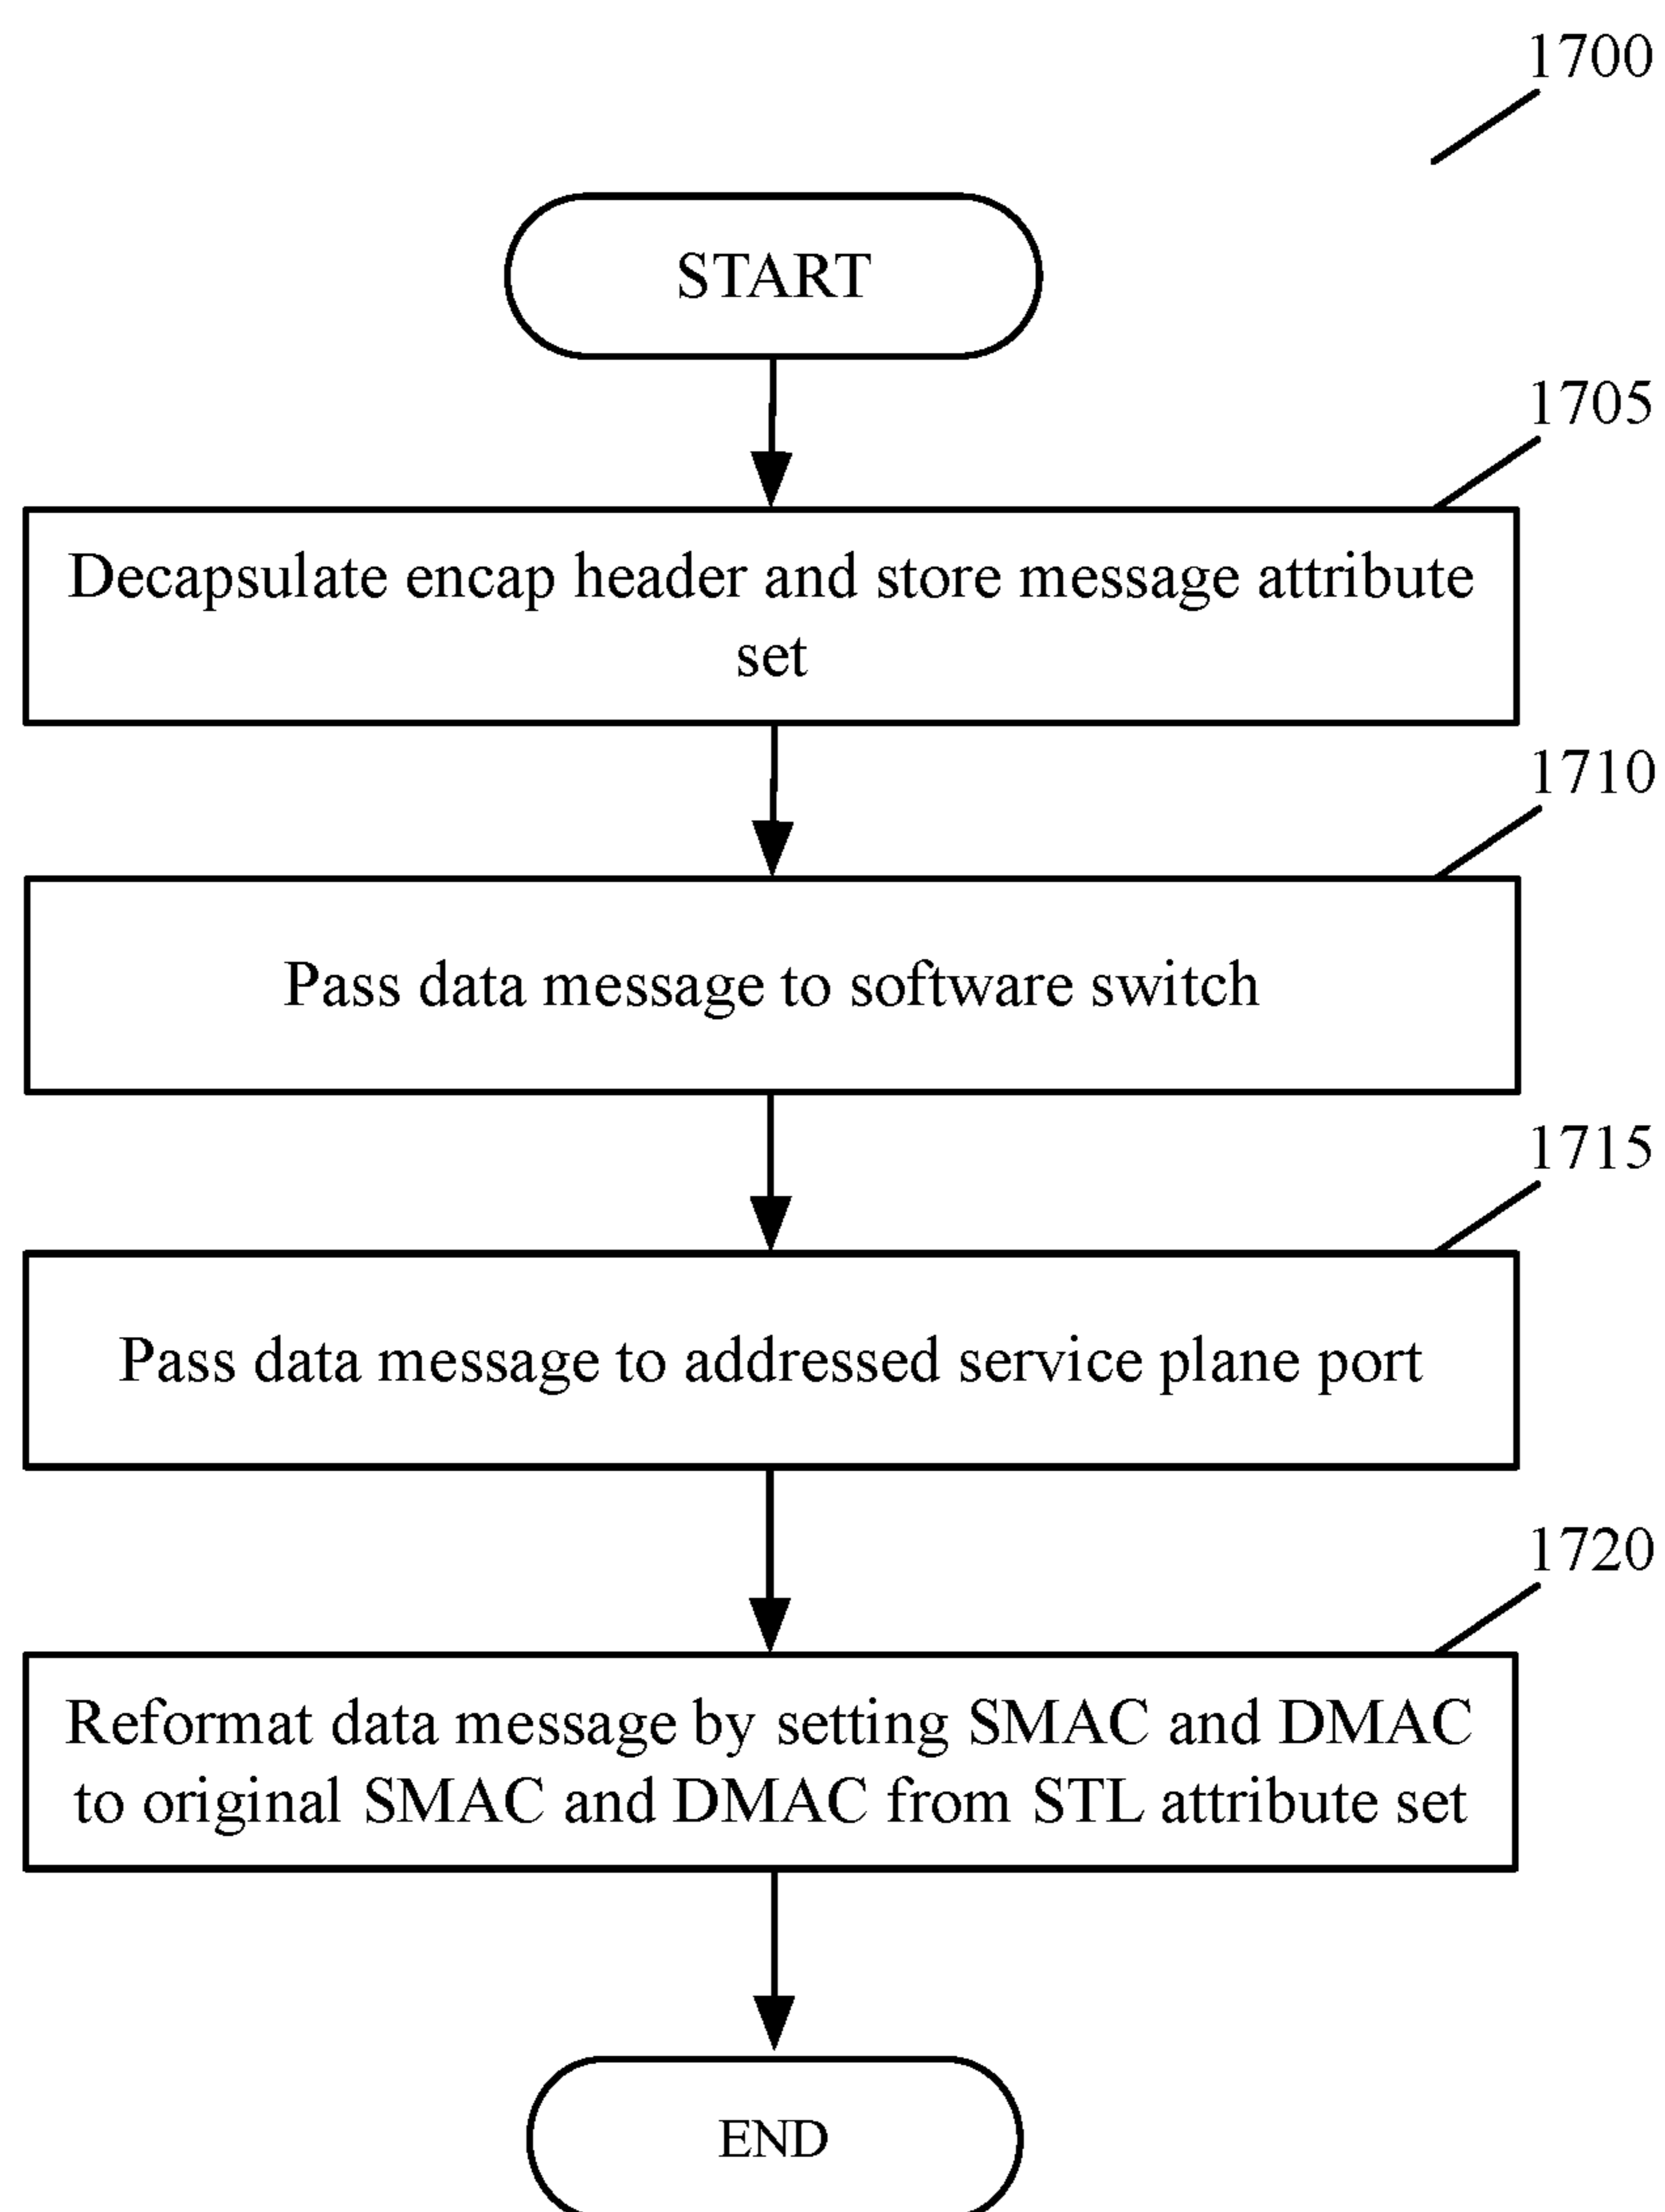 1700
START
1705
Decapsulate encap header and store message attribute
set
1710
Pass data message to software switch
1715
Pass data message to addressed service plane port
1720
Reformat data message by setting SMAC and DMAC
to original SMAC and DMAC from STL attribute set
END